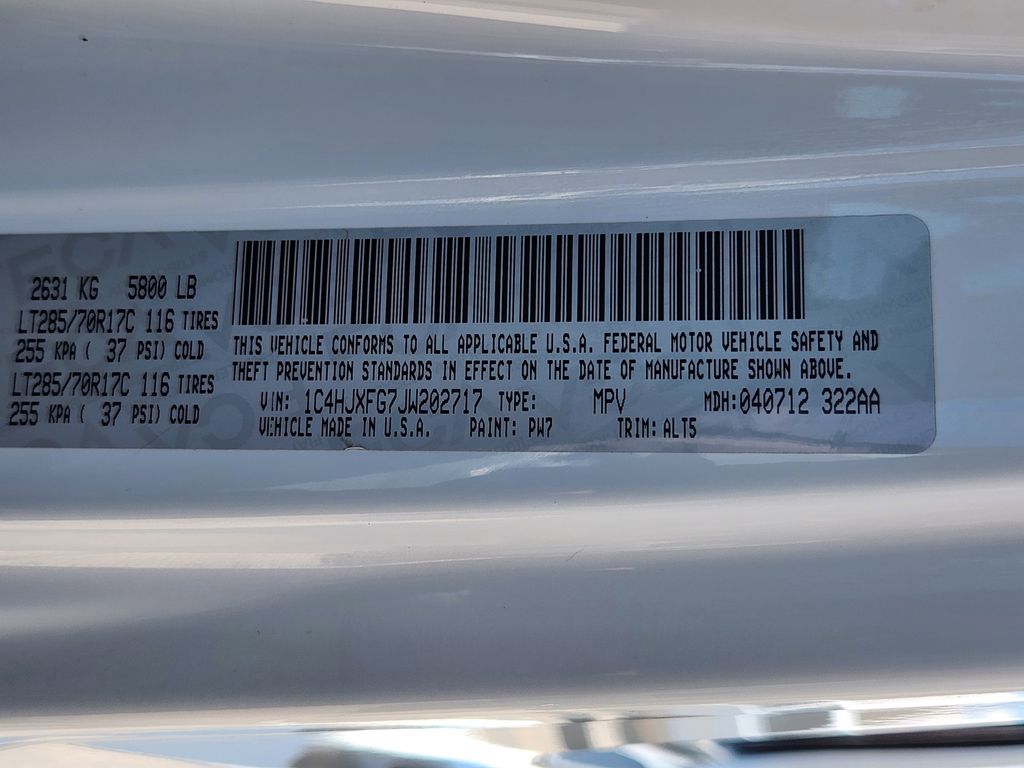 2631 KG 5800 LB
LT285/70R17C 116 TIRES
255 KPA ( 37 PSI) COLD
LT285/70R17C 116 TIRES
255 KPA ( 37 PSI) COLD
THIS VEHICLE CONFORMS TO ALL APPLICABLE U.S.A. FEDERAL MOTOR VEHICLE SAFETY AND
THEFT PREVENTION STANDARDS IN EFFECT ON THE DATE OF MANUFACTURE SHOWN ABOVE.
VIN: 1C4HJXFG7JW202717 TYPE: MPV MDH:040712 322AA
VEHICLE MADE IN U.S.A. PAINT: PW7 TRIM: ALT5